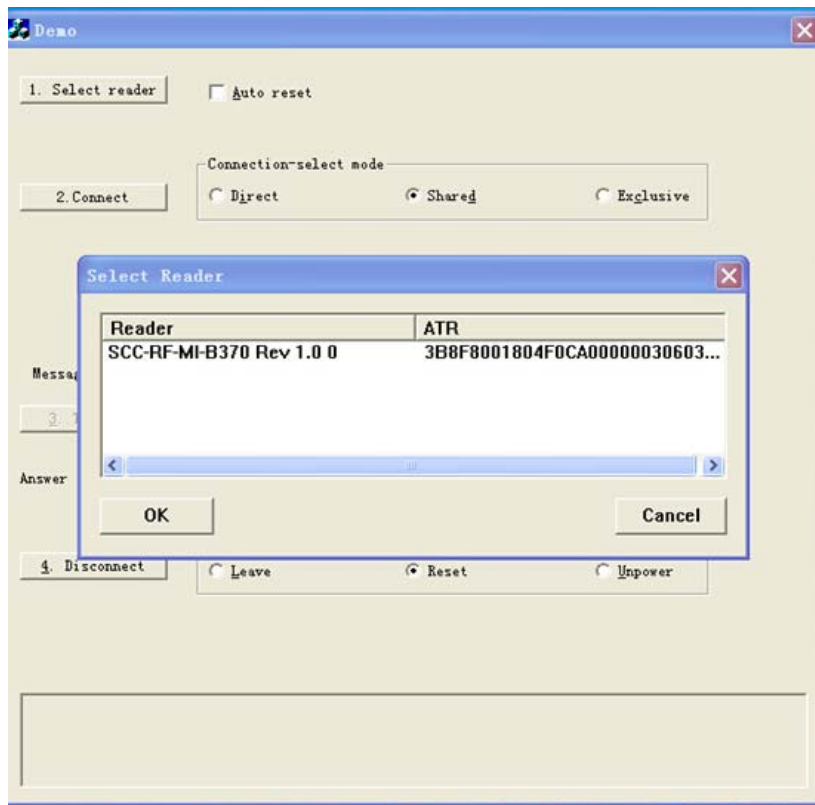 Demo
1. Select reader
Auto reset
Connection-select mode
2.Connect
Direct
Shared
Exclusive
Select Reader
Reader
ATR
SCC-RF-MI-B370 Rev 1.0 0
3B8F8001804F0CA00000030603...
OK
Cancel
3.
Answer
4. Disconnect
Leave
Reset
Unpower